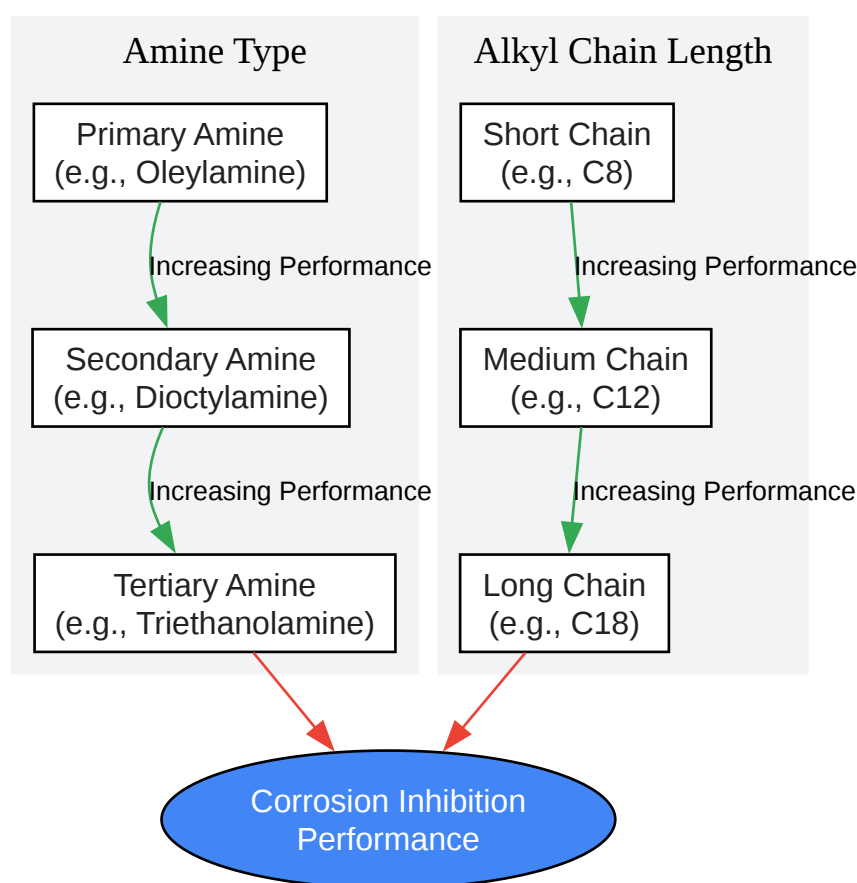 Amine Type
Primary Amine
(e.g., Oleylamine)
Increasing Performance
Secondary Amine
(e.g., Dioctylamine)
Increasing Performance
Tertiary Amine
(e.g., Triethanolamine)
Alkyl Chain Length
Short Chain
(e.g., C8)
Increasing Performance
Medium Chain
(e.g., C12)
Increasing Performance
Long Chain
(e.g., C18)
Corrosion Inhibition
Performance